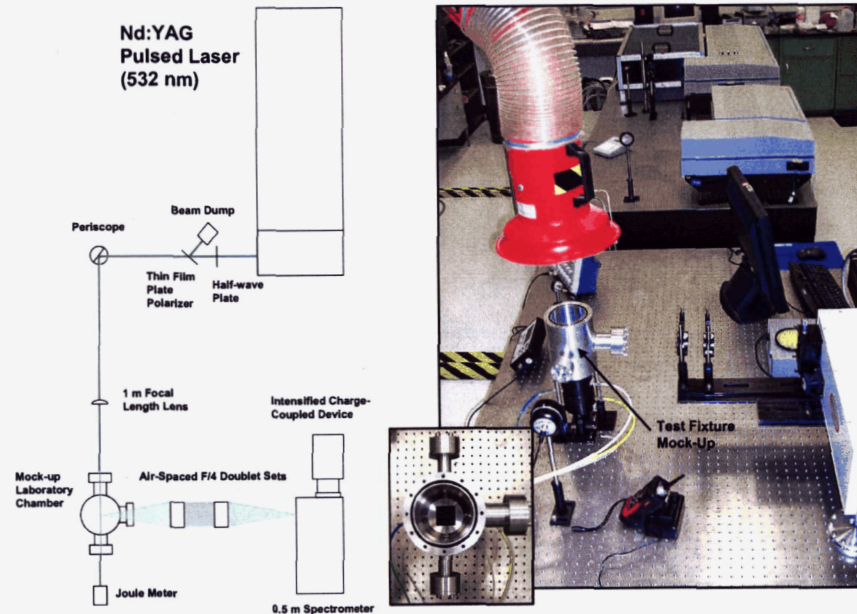 Nd:YAG
Pulsed Laser
(532 nm)
Beam Dump
Periscope
Thin Film
Plate
Polarizer
Half-wave
Plate
1 m Focal
Length Lens
Intensified Charge-
Coupled Device
Mock-up
Laboratory
Chamber
Air-Spaced F/4 Doublet Sets
Joule Meter
0.5 m Spectrometer
Test Fixture
Mock-Up